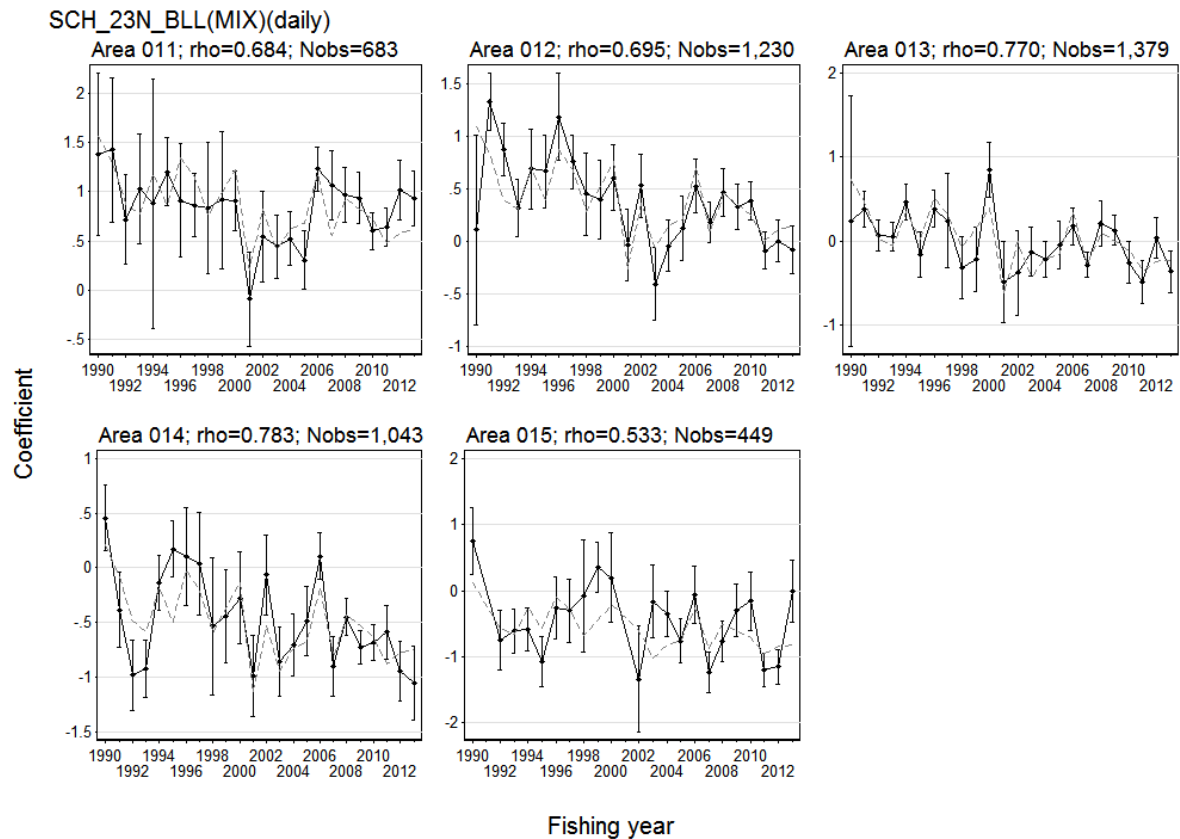 SCH_23N_BLL(MIX)(daily)
Area 011; rho=0.684; Nobs=683
Area 012; rho=0.695; Nobs=1,230
Area 013; rho=0.770; Nobs=1,379
2
1.5
1
.5
0
-.5
1.5
1
.5
0
-.5
-1
2
1
0
-1
1990 1992 1994 1996 1998 2000 2002 2004 2006 2008 2010 2012
1990 1992 1994 1996 1998 2000 2002 2004 2006 2008 2010 2012
1990 1992 1994 1996 1998 2000 2002 2004 2006 2008 2010 2012
Coefficient
Area 014; rho=0.783; Nobs=1,043
Area 015; rho=0.533; Nobs=449
1
.5
0
-.5
-1
-1.5
2
1
0
-1
-2
1990 1992 1994 1996 1998 2000 2002 2004 2006 2008 2010 2012
1990 1992 1994 1996 1998 2000 2002 2004 2006 2008 2010 2012
Fishing year